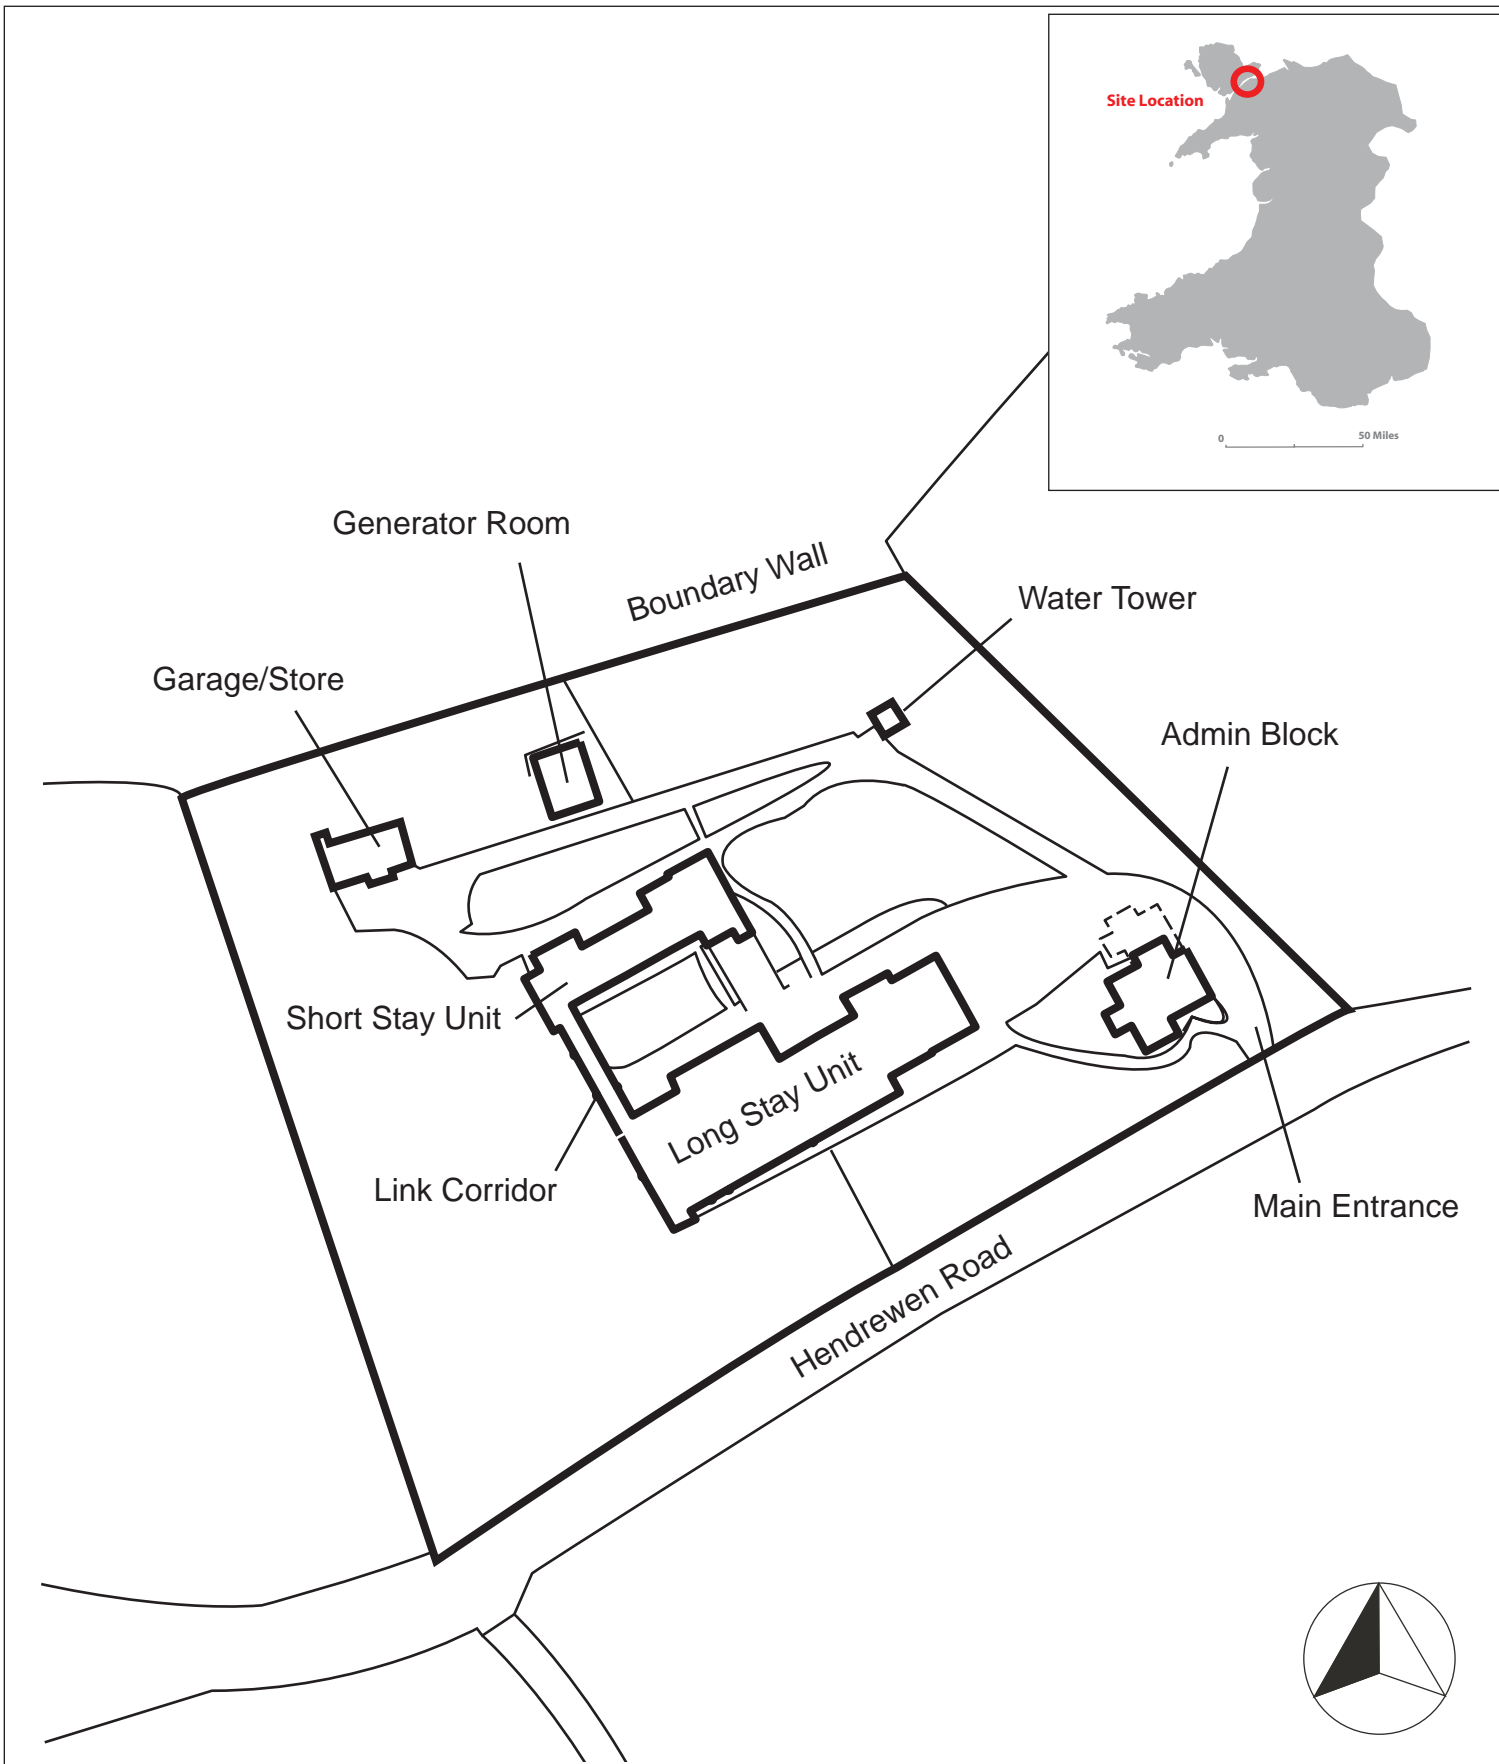 Site Location
0
50 Miles
Generator Room
Boundary Wall
Water Tower
Garage/Store
Admin Block
Short Stay Unit
Long Stay Unit
Link Corridor
Main Entrance
Hendrewen Road